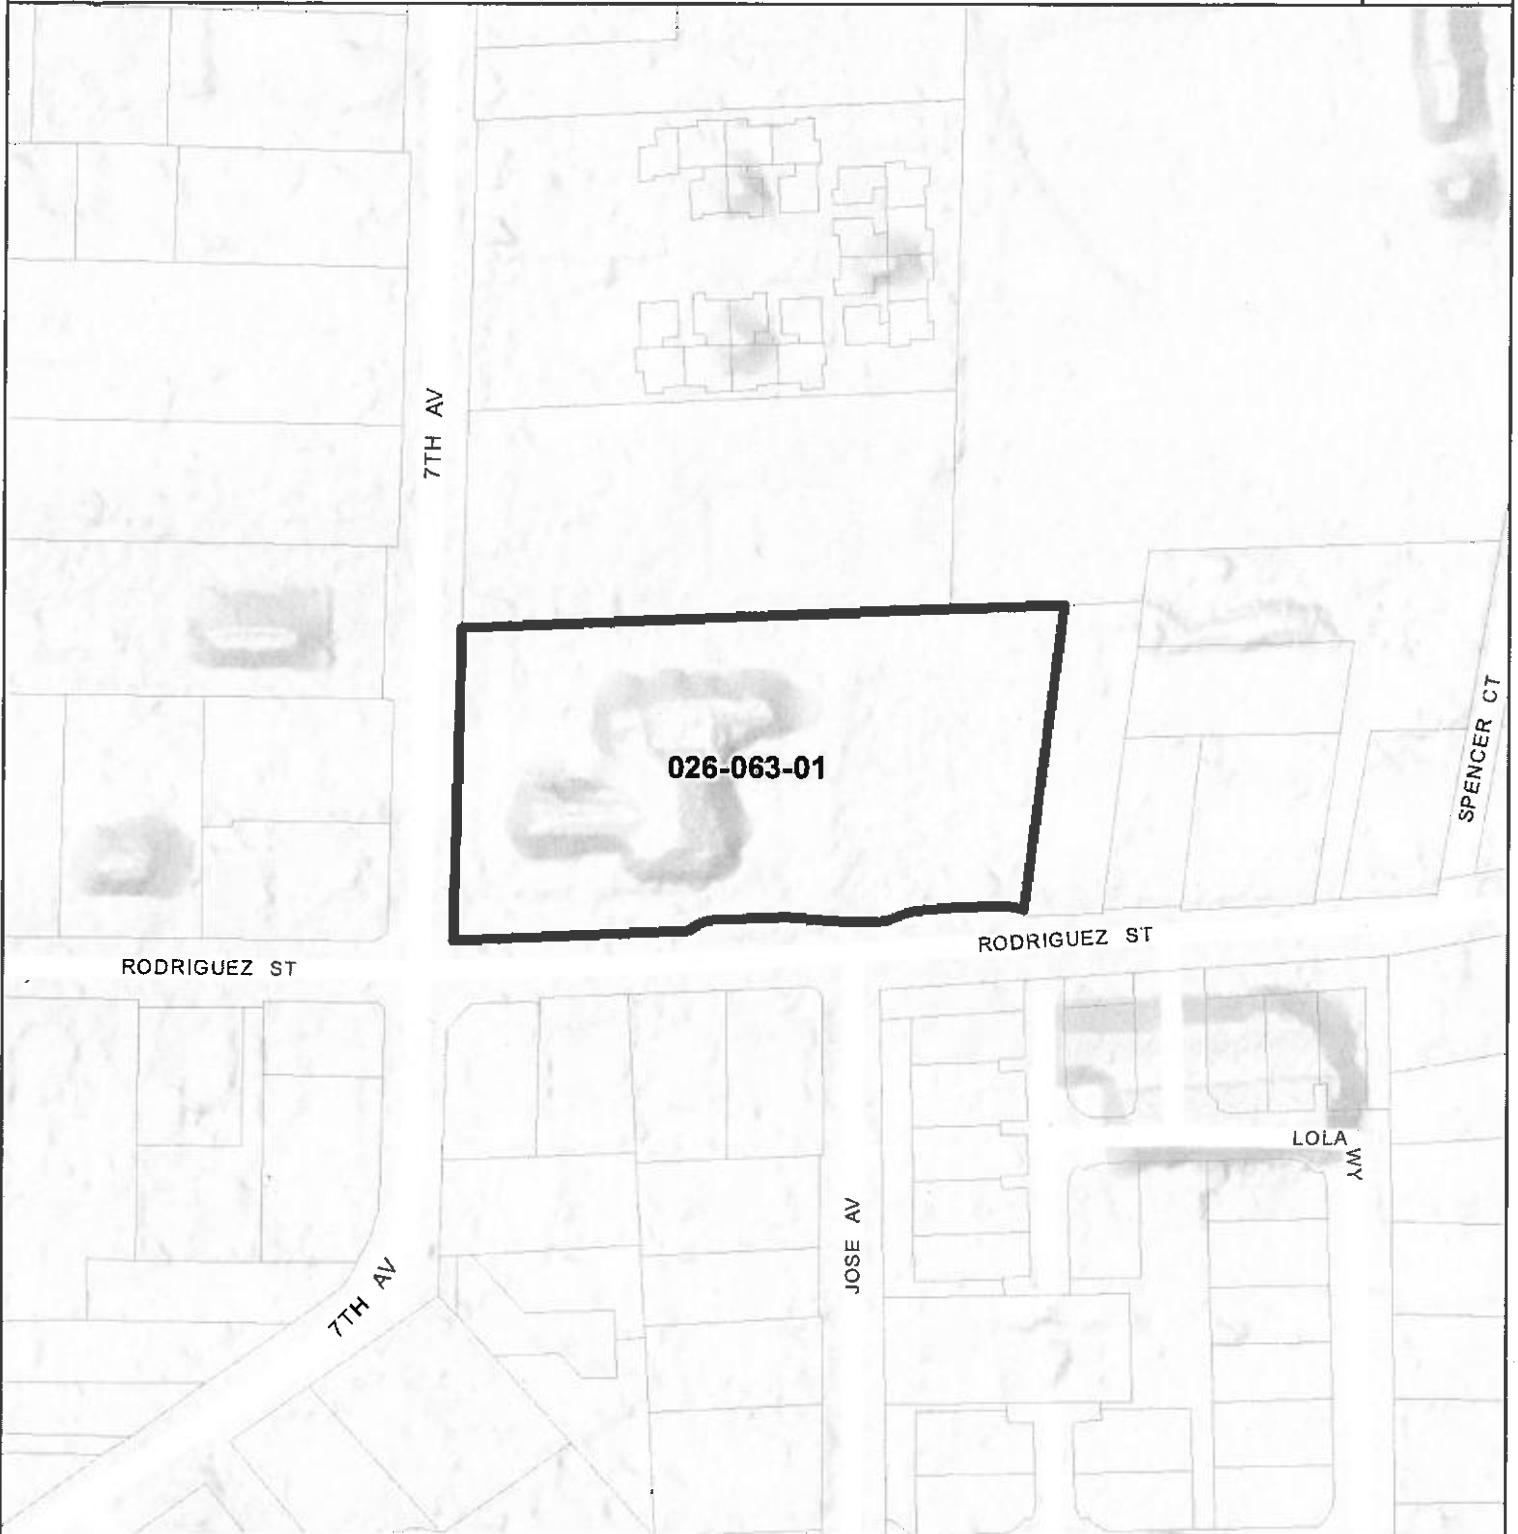 7TH AV
026-063-01
SPENCER CT
RODRIGUEZ ST
RODRIGUEZ ST
LOLA WY
JOSE AV
7TH AV